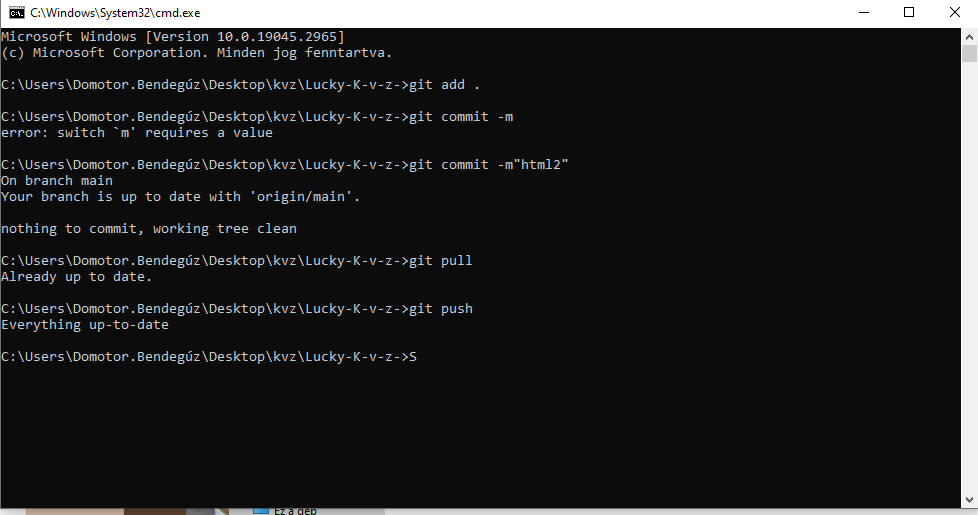 C:\Windows\System32\cmd.exe
Microsoft Windows [Version 10.0.19045.2965]
(c) Microsoft Corporation. Minden jog fenntartva.
C:\Users\Domotor.Bendegúz\Desktop\kvz\Lucky-K-v-z->git add .
C:\Users\Domotor.Bendegúz\Desktop\kvz\Lucky-K-v-z->git commit -m
error: switch `m' requires a value
C:\Users\Domotor.Bendegúz\Desktop\kvz\Lucky-K-v-z->git commit -m"html2"
On branch main
Your branch is up to date with 'origin/main'.
nothing to commit, working tree clean
C:\Users\Domotor.Bendegúz\Desktop\kvz\Lucky-K-v-z->git pull
Already up to date.
C:\Users\Domotor.Bendegúz\Desktop\kvz\Lucky-K-v-z->git push
Everything up-to-date
C:\Users\Domotor.Bendegúz\Desktop\kvz\Lucky-K-v-z->S
Ez a gép